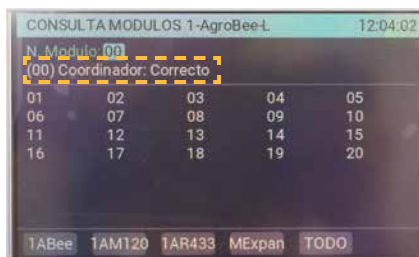 CONSULTA MODULOS 1-AgroBee-L 12:04:02
N. Modulo: 00
(00) Coordinador: Correcto
01 02 03 04 05
06 07 08 09 10
11 12 13 14 15
16 17 18 19 20
1ABee 1AM120 1AR433 MExpan TODO